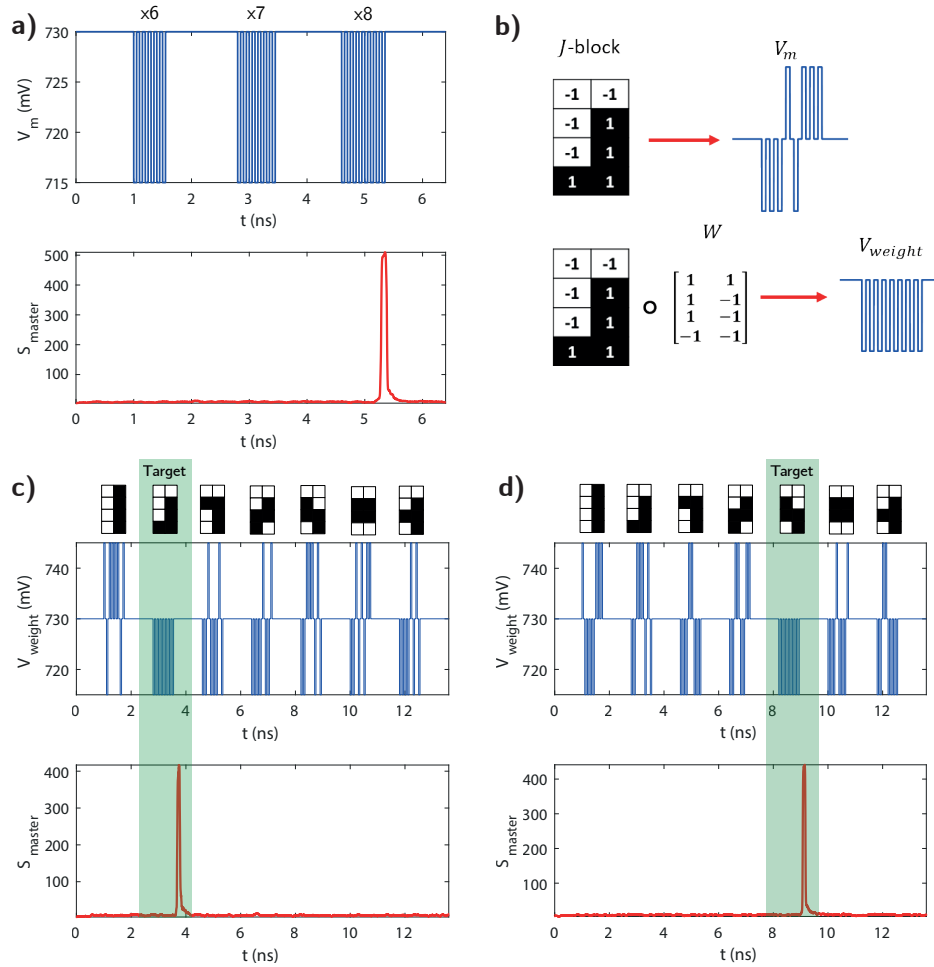 a)
x6 x7 x8
730
725
720
715
V_m (mV)
0 1 2 3 4 5 6
t (ns)
500
400
300
200
100
S_master
0 1 2 3 4 5 6
t (ns)
b)
J-block
V_m
-1 -1
-1 1
-1 1
1 1
W
V_weight
-1 -1
-1 1
-1 1
1 1
1 1
1 -1
1 -1
-1 -1
c)
Target
740
730
720
V_weight (mV)
0 2 4 6 8 10 12
t (ns)
400
300
200
100
S_master
0 2 4 6 8 10 12
t (ns)
d)
Target
740
730
720
V_weight (mV)
0 2 4 6 8 10 12
t (ns)
400
300
200
100
S_master
0 2 4 6 8 10 12
t (ns)